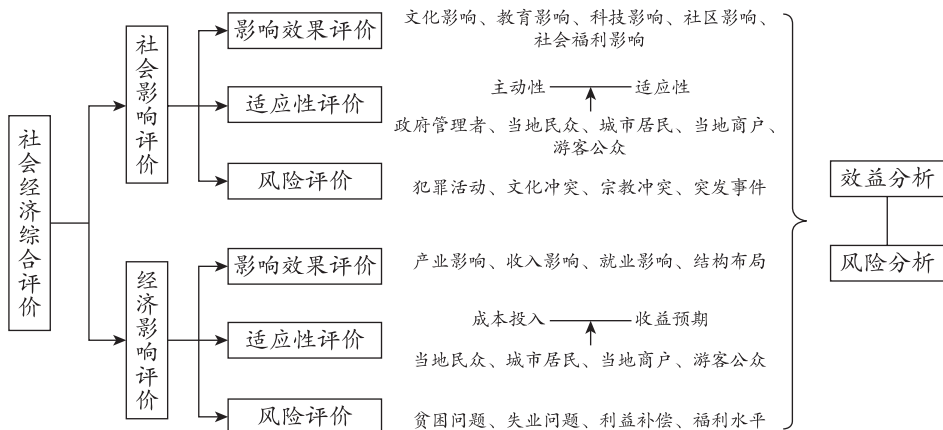 社会经济综合评价
社会影响评价
影响效果评价
文化影响、教育影响、科技影响、社区影响、
社会福利影响
适应性评价
主动性
适应性
政府管理者、当地民众、城市居民、当地商户、
游客公众
风险评价
犯罪活动、文化冲突、宗教冲突、突发事件
经济影响评价
影响效果评价
产业影响、收入影响、就业影响、结构布局
适应性评价
成本投入
收益预期
当地民众、城市居民、当地商户、游客公众
风险评价
贫困问题、失业问题、利益补偿、福利水平
效益分析
风险分析